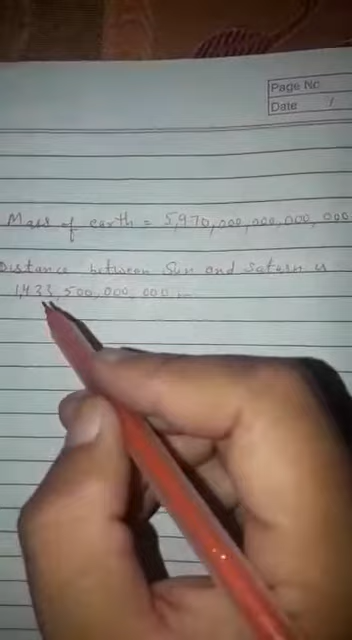 Page No
Date /
Mass of earth = 5,970,000,000,000,000
Distance between Sun and Saturn is
1,433,500,000,000 m